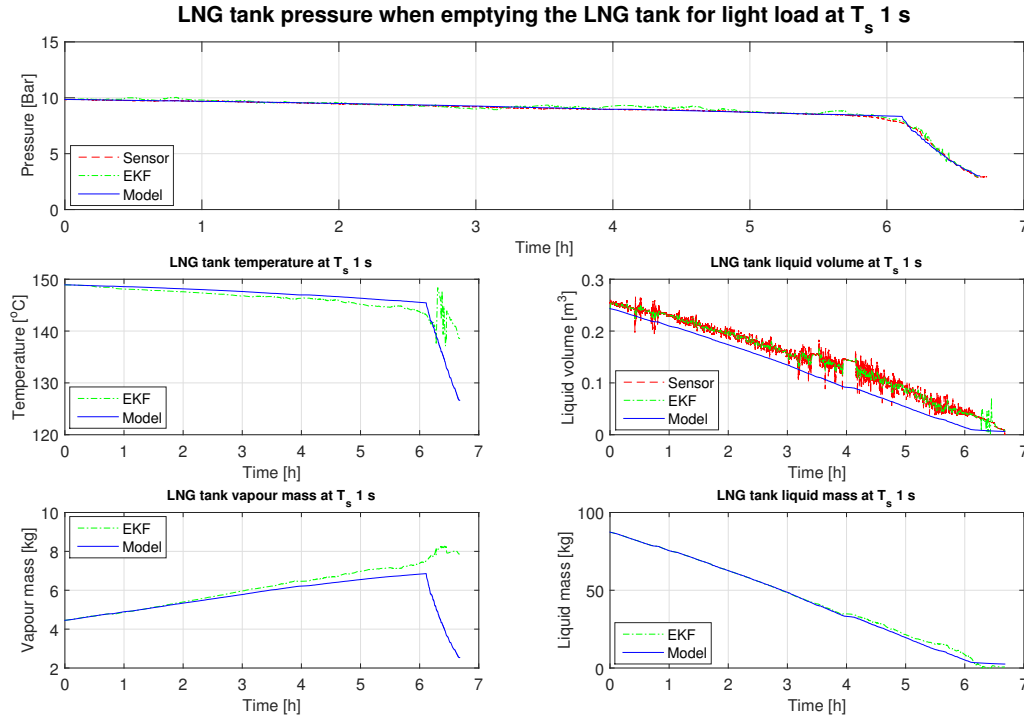 LNG tank pressure when emptying the LNG tank for light load at T_s 1 s
Pressure [Bar]
15
10
5
0
Sensor
EKF
Model
0 1 2 3 4 5 6 7
Time [h]
LNG tank temperature at T_s 1 s
Temperature [°C]
150
140
130
120
EKF
Model
0 1 2 3 4 5 6 7
Time [h]
LNG tank liquid volume at T_s 1 s
Liquid volume [m³]
0.3
0.2
0.1
0
Sensor
EKF
Model
0 1 2 3 4 5 6 7
Time [h]
LNG tank vapour mass at T_s 1 s
Vapour mass [kg]
10
8
6
4
2
EKF
Model
0 1 2 3 4 5 6 7
Time [h]
LNG tank liquid mass at T_s 1 s
Liquid mass [kg]
100
50
0
EKF
Model
0 1 2 3 4 5 6 7
Time [h]